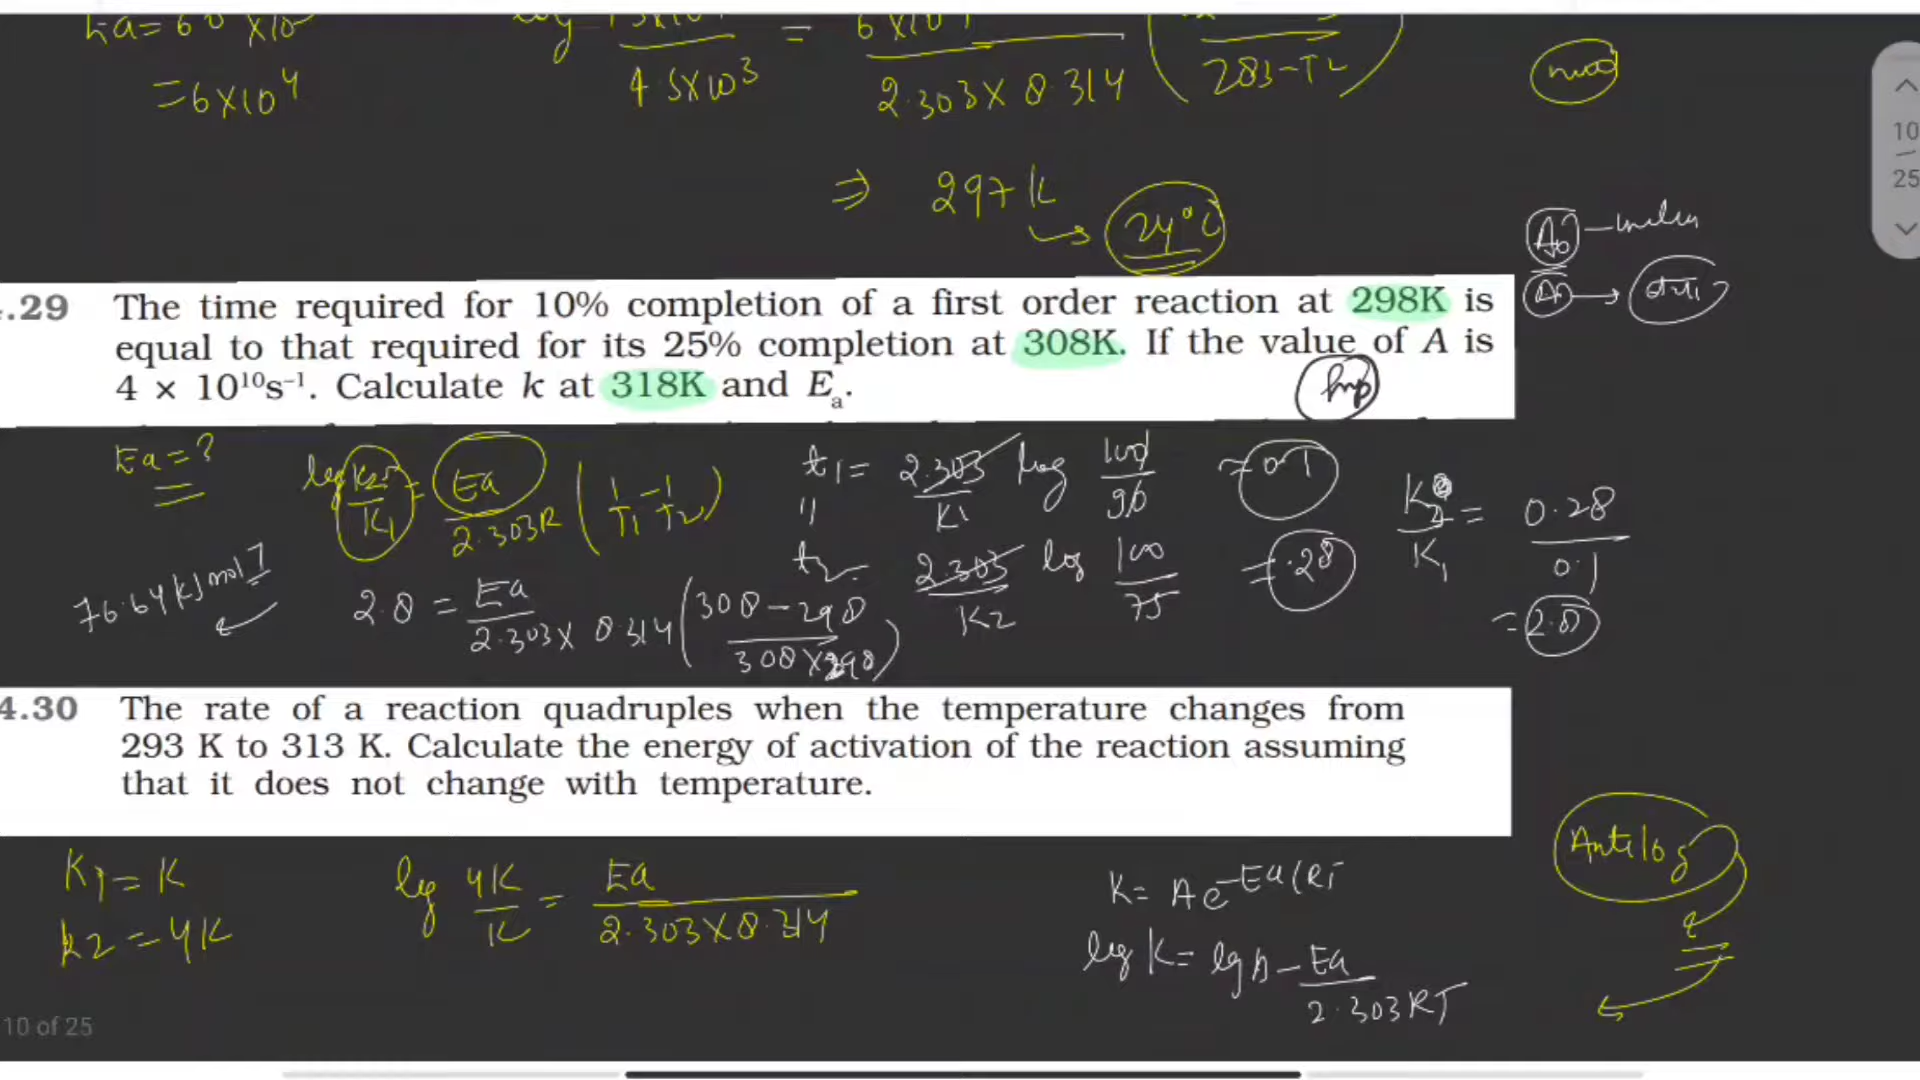 Ea = 60 × 10
= 6 × 10⁴
4.5×10³
6×10⁴
2.303 × 8.314
283-T2
⇒ 297 K
→ 24°C
10
25
A₀
.29 The time required for 10% completion of a first order reaction at 298K is
equal to that required for its 25% completion at 308K. If the value of A is
4 × 10¹⁰s⁻¹. Calculate k at 318K and Eₐ.
Imp
Ea = ?
log K2/K1 = Ea/2.303R (1/T1 - 1/T2)
t1 = 2.303/K1 log 100/90 = 0.1
"
t2 = 2.303/K2 log 100/75 = .28
K2/K1 = 0.28/0.1
= 2.8
76.64 kJ mol⁻¹
2.8 = Ea/2.303× 8.314 (308-298/308×298)
4.30 The rate of a reaction quadruples when the temperature changes from
293 K to 313 K. Calculate the energy of activation of the reaction assuming
that it does not change with temperature.
K1 = K
k2 = 4K
log 4K/K = Ea/2.303×8.314
K = Ae^-Ea/RT
log K = log A - Ea/2.303 RT
Antilog
10 of 25